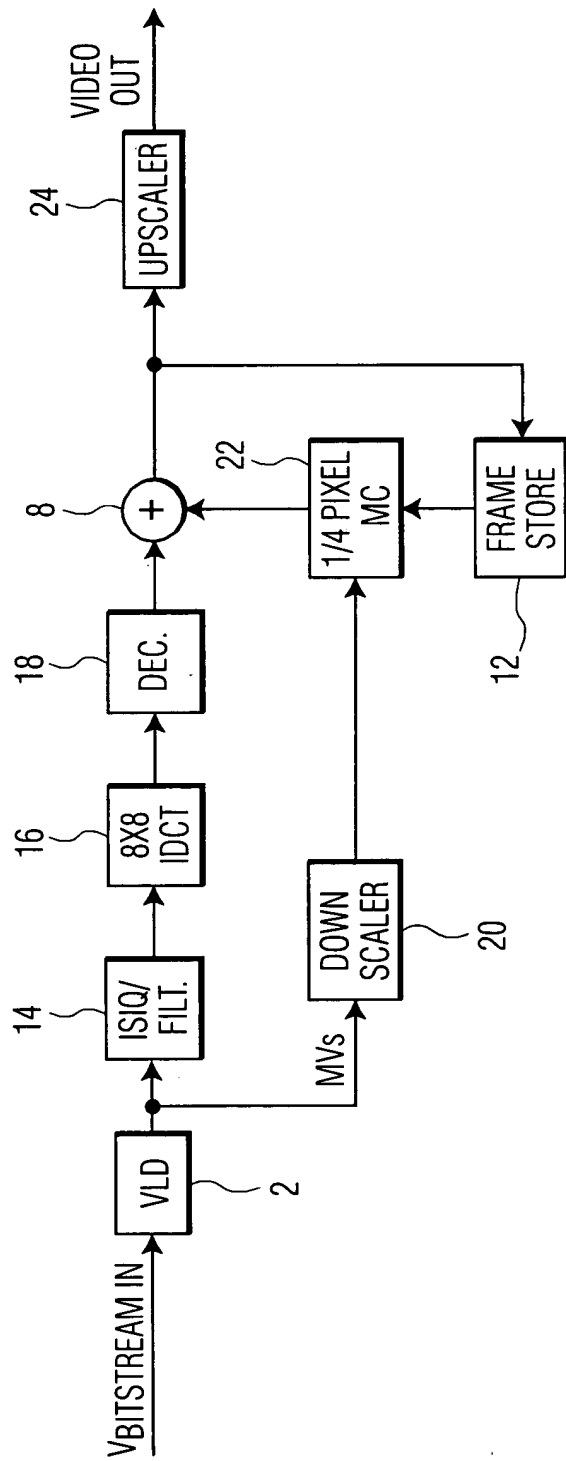 VBITSTREAM IN
VLD
2
MVs
14
ISIQ/
FILT.
16
8X8
IDCT
18
DEC.
8
+
DOWN
SCALER
20
22
1/4 PIXEL
MC
FRAME
STORE
12
24
UPSCALER
VIDEO
OUT